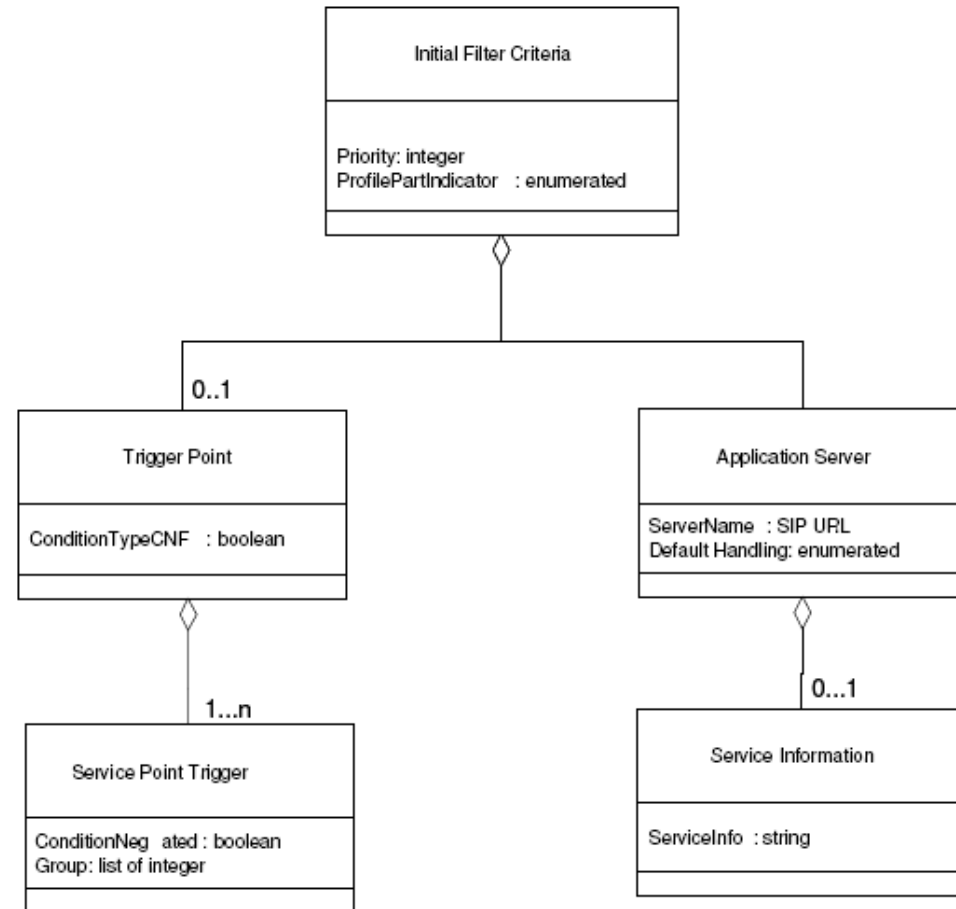 Initial Filter Criteria
Priority: integer
ProfilePartIndicator : enumerated
0..1
Trigger Point
ConditionTypeCNF : boolean
Application Server
ServerName : SIP URL
Default Handling: enumerated
1...n
Service Point Trigger
ConditionNeg ated : boolean
Group: list of integer
0...1
Service Information
ServiceInfo : string